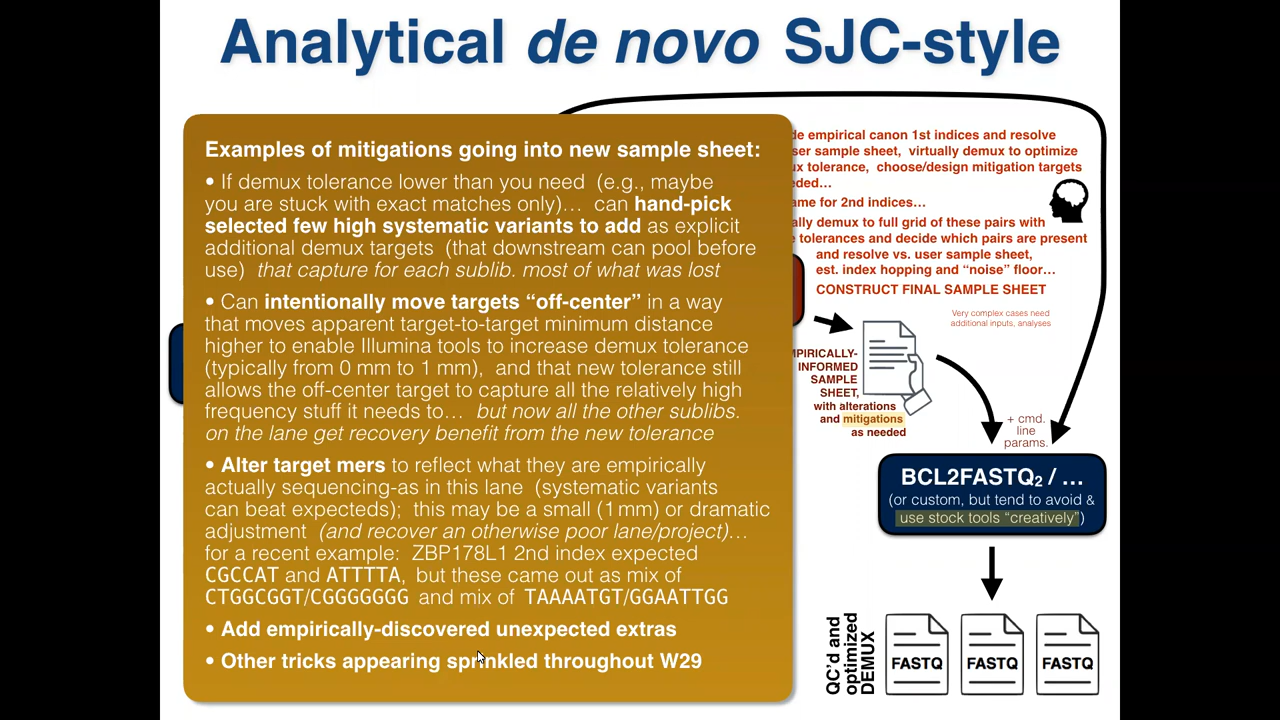 Analytical de novo SJC-style
Examples of mitigations going into new sample sheet:
• If demux tolerance lower than you need (e.g., maybe
you are stuck with exact matches only)… can hand-pick
selected few high systematic variants to add as explicit
additional demux targets (that downstream can pool before
use) that capture for each sublib. most of what was lost
• Can intentionally move targets “off-center” in a way
that moves apparent target-to-target minimum distance
higher to enable Illumina tools to increase demux tolerance
(typically from 0 mm to 1 mm), and that new tolerance still
allows the off-center target to capture all the relatively high
frequency stuff it needs to… but now all the other sublibs.
on the lane get recovery benefit from the new tolerance
• Alter target mers to reflect what they are empirically
actually sequencing-as in this lane (systematic variants
can beat expecteds); this may be a small (1 mm) or dramatic
adjustment (and recover an otherwise poor lane/project)…
for a recent example: ZBP178L1 2nd index expected
CGCCAT and ATTTTA, but these came out as mix of
CTGGCGGT/CGGGGGGG and mix of TAAAATGT/GGAATTGG
• Add empirically-discovered unexpected extras
• Other tricks appearing sprinkled throughout W29
de empirical canon 1st indices and resolve
ser sample sheet, virtually demux to optimize
ux tolerance, choose/design mitigation targets
eded…
ame for 2nd indices…
ally demux to full grid of these pairs with
tolerances and decide which pairs are present
and resolve vs. user sample sheet,
est. index hopping and “noise” floor…
CONSTRUCT FINAL SAMPLE SHEET
Very complex cases need
additional inputs, analyses
MPIRICALLY-
INFORMED
SAMPLE
SHEET,
with alterations
and mitigations
as needed
+ cmd.
line
params.
BCL2FASTQ2 / …
(or custom, but tend to avoid &
use stock tools “creatively”)
QC’d and
optimized
DEMUX
FASTQ
FASTQ
FASTQ